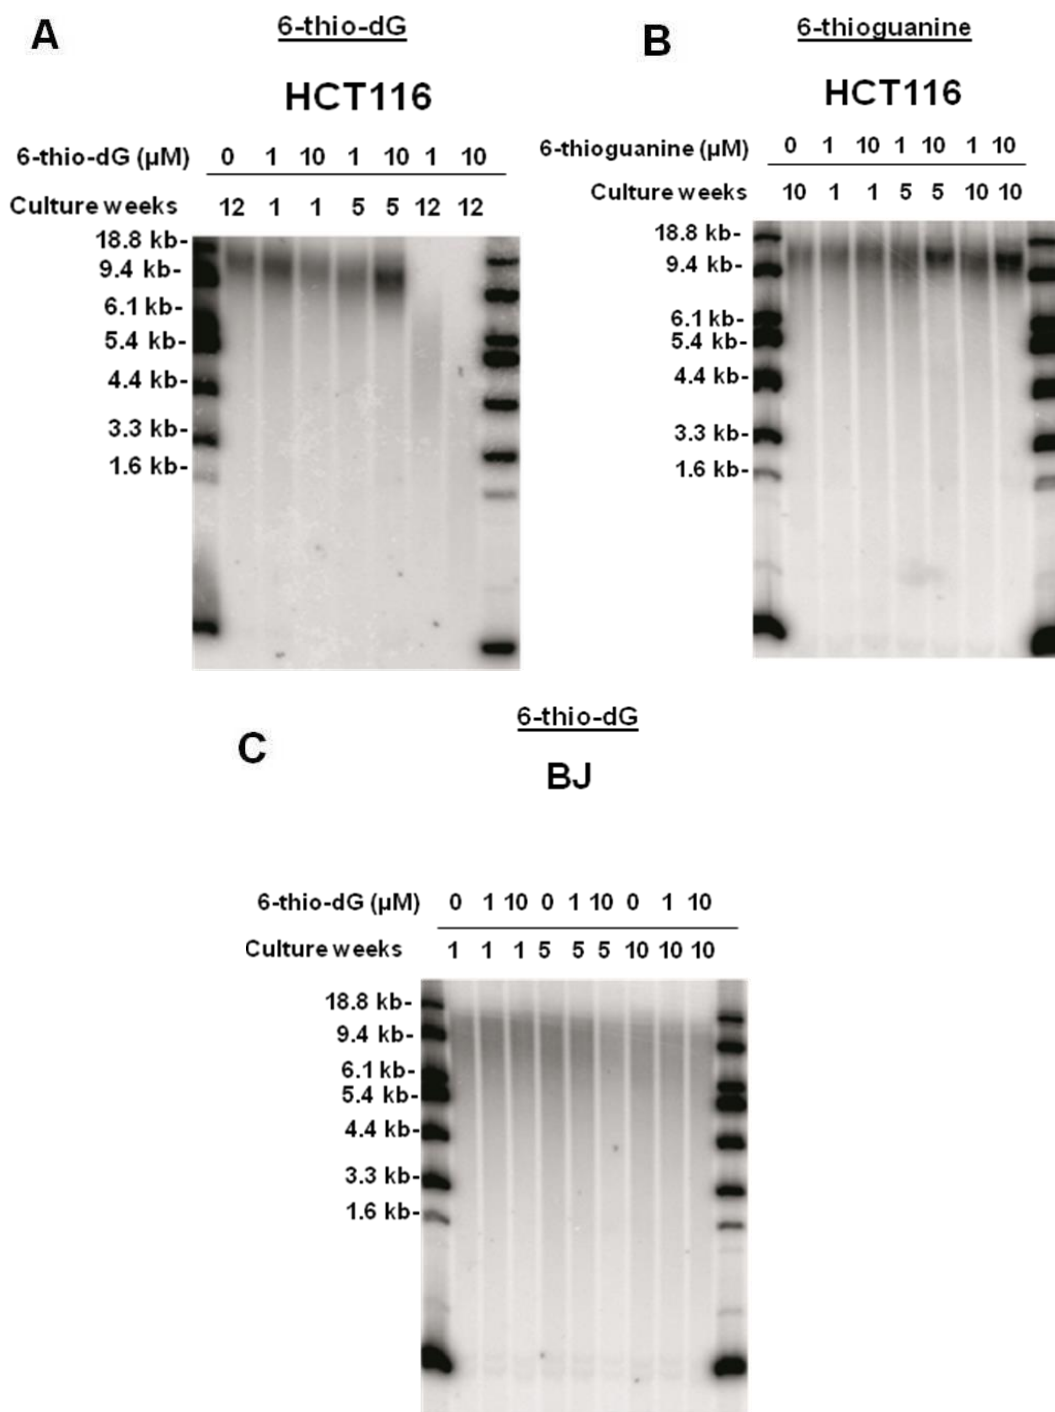 A
6-thio-dG
HCT116
6-thio-dG (µM) 0 1 10 1 10 1 10
Culture weeks 12 1 1 5 5 12 12
18.8 kb-
9.4 kb-
6.1 kb-
5.4 kb-
4.4 kb-
3.3 kb-
1.6 kb-
B
6-thioguanine
HCT116
6-thioguanine (µM) 0 1 10 1 10 1 10
Culture weeks 10 1 1 5 5 10 10
18.8 kb-
9.4 kb-
6.1 kb-
5.4 kb-
4.4 kb-
3.3 kb-
1.6 kb-
C
6-thio-dG
BJ
6-thio-dG (µM) 0 1 10 0 1 10 0 1 10
Culture weeks 1 1 1 5 5 5 10 10 10
18.8 kb-
9.4 kb-
6.1 kb-
5.4 kb-
4.4 kb-
3.3 kb-
1.6 kb-